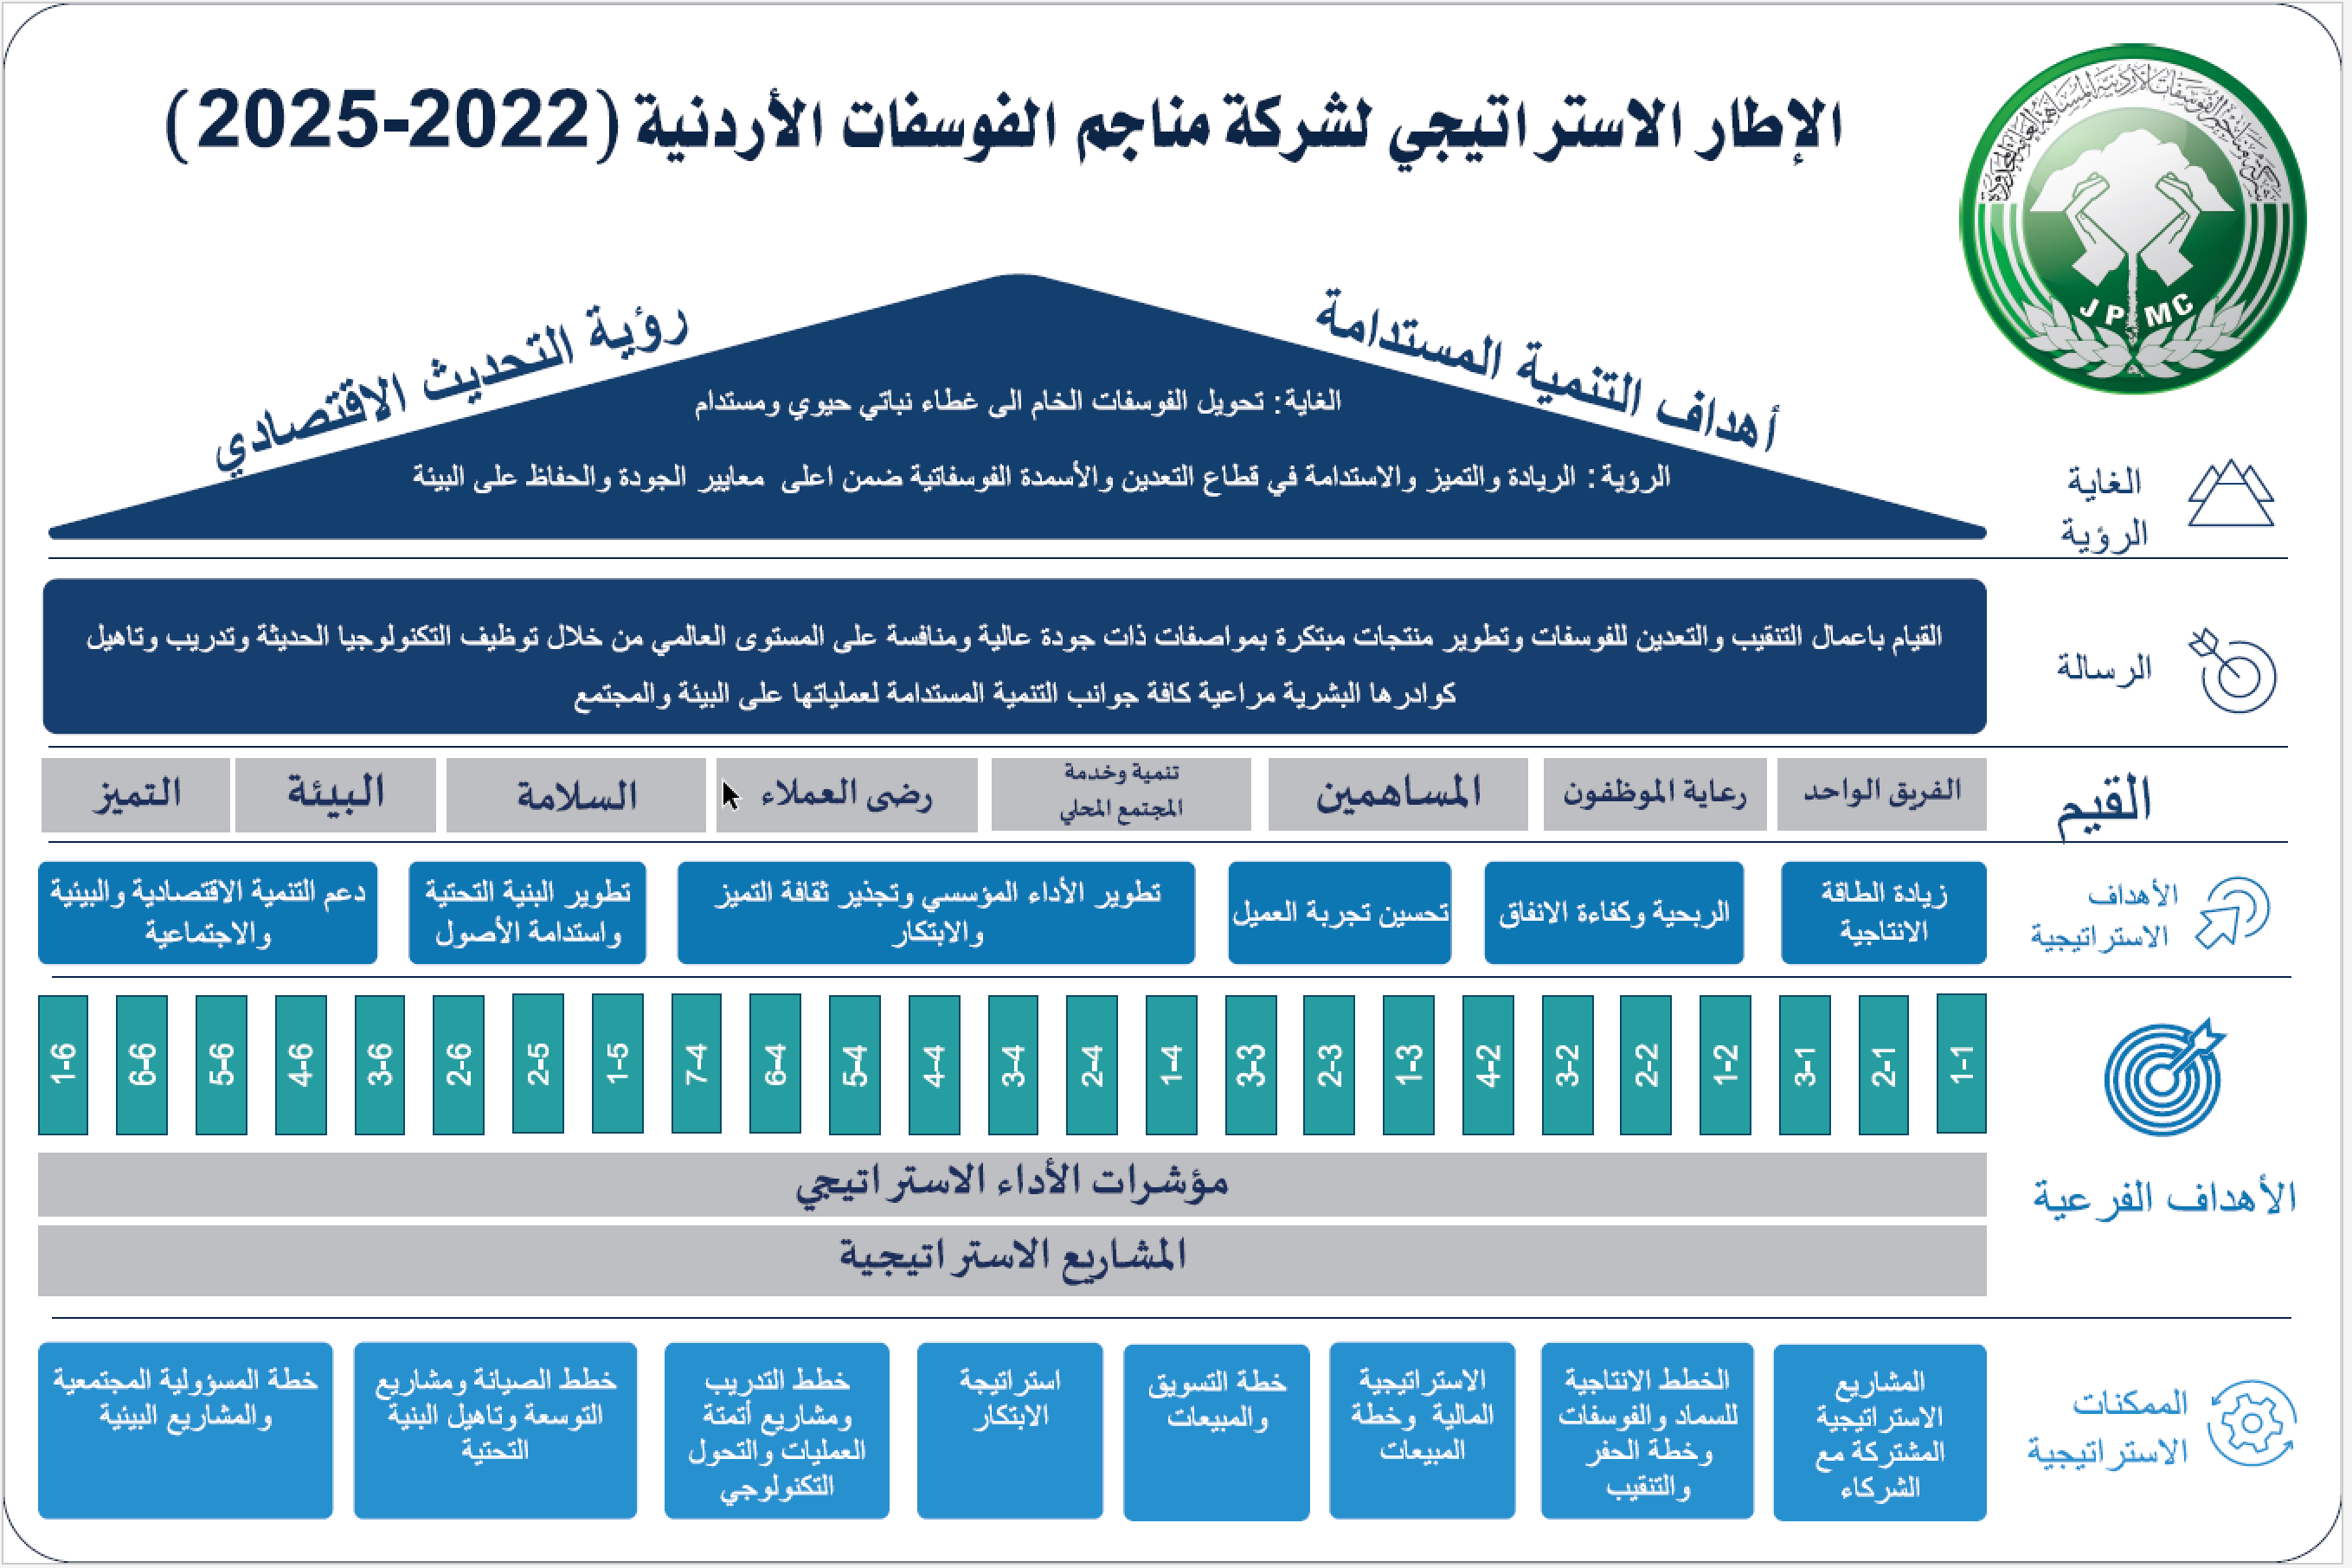 الإطار الاستراتيجي لشركة مناجم الفوسفات الأردنية (2022-2025)
شركة مناجم الفوسفات الأردنية المساهمة العامة المحدودة
JPMC
أهداف التنمية المستدامة
رؤية التحديث الاقتصادي
الغاية
الرؤية
الغاية: تحويل الفوسفات الخام الى غطاء نباتي حيوي ومستدام
الرؤية : الريادة والتميز والاستدامة في قطاع التعدين والأسمدة الفوسفاتية ضمن اعلى معايير الجودة والحفاظ على البيئة
الرسالة
القيام باعمال التنقيب والتعدين للفوسفات وتطوير منتجات مبتكرة بمواصفات ذات جودة عالية ومنافسة على المستوى العالمي من خلال توظيف التكنولوجيا الحديثة وتدريب وتاهيل
كوادرها البشرية مراعية كافة جوانب التنمية المستدامة لعملياتها على البيئة والمجتمع
القيم
الفريق الواحد
رعاية الموظفون
المساهمين
تنمية وخدمة
المجتمع المحلي
رضى العملاء
السلامة
البيئة
التميز
الأهداف
الاستراتيجية
زيادة الطاقة
الانتاجية
الربحية وكفاءة الانفاق
تحسين تجربة العميل
تطوير الأداء المؤسسي وتجذير ثقافة التميز
والابتكار
تطوير البنية التحتية
واستدامة الأصول
دعم التنمية الاقتصادية والبيئية
والاجتماعية
الأهداف الفرعية
1-1
2-1
3-1
1-2
2-2
3-2
4-2
1-3
2-3
3-3
1-4
2-4
3-4
4-4
5-4
6-4
7-4
1-5
2-5
2-6
3-6
4-6
5-6
6-6
1-6
مؤشرات الأداء الاستراتيجي
المشاريع الاستراتيجية
الممكنات
الاستراتيجية
المشاريع
الاستراتيجية
المشتركة مع
الشركاء
الخطط الانتاجية
للسماد والفوسفات
وخطة الحفر
والتنقيب
الاستراتيجية
المالية وخطة
المبيعات
خطة التسويق
والمبيعات
استراتيجة
الابتكار
خطط التدريب
ومشاريع أتمتة
العمليات والتحول
التكنولوجي
خطط الصيانة ومشاريع
التوسعة وتاهيل البنية
التحتية
خطة المسؤولية المجتمعية
والمشاريع البيئية